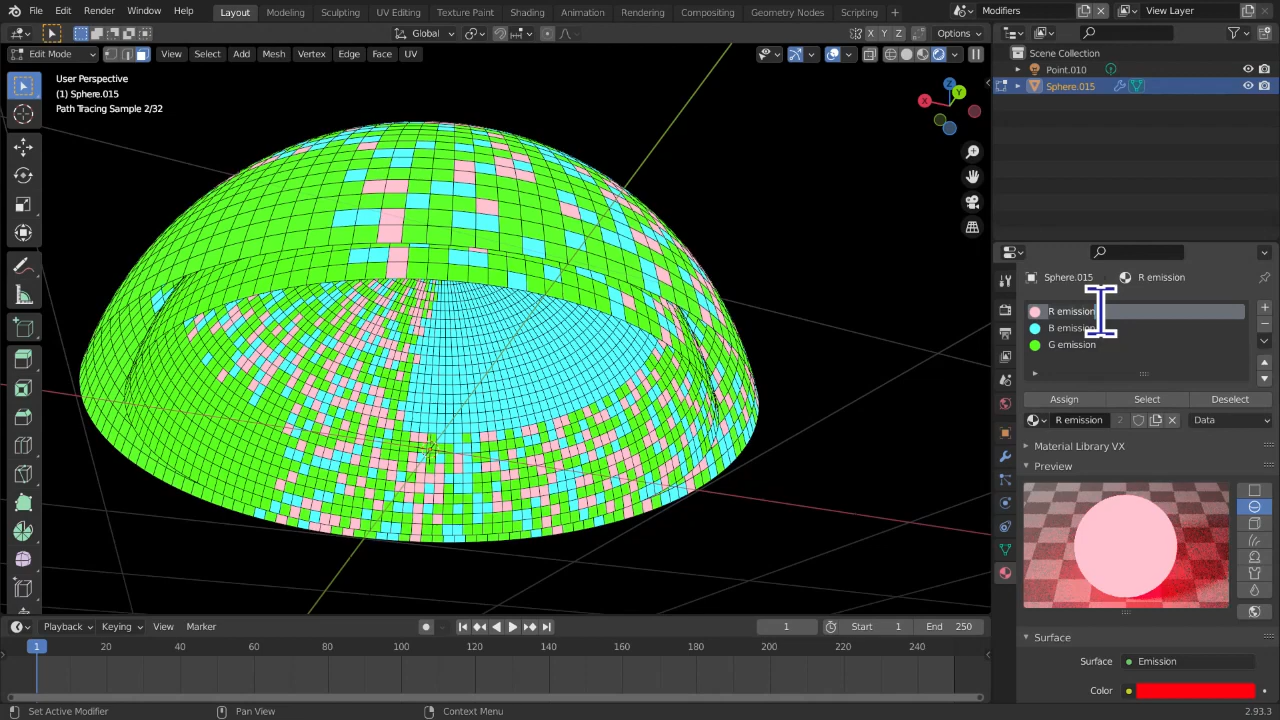 File Edit Render Window Help Layout Modeling Sculpting UV Editing Texture Paint Shading Animation Rendering Compositing Geometry Nodes Scripting + Modifiers View Layer
Global Options
Edit Mode View Select Add Mesh Vertex Edge Face UV X Y Z
User Perspective
(1) Sphere.015
Path Tracing Sample 2/32
Z
Y
X
Scene Collection
Point.010
Sphere.015
Sphere.015 R emission
R emission
B emission
G emission
Assign Select Deselect
R emission 2 Data
Material Library VX
Preview
Surface
Surface Emission
Color
Playback Keying View Marker 1 Start 1 End 250
1 20 40 60 80 100 120 140 160 180 200 220 240
Set Active Modifier Pan View Context Menu 2.93.3